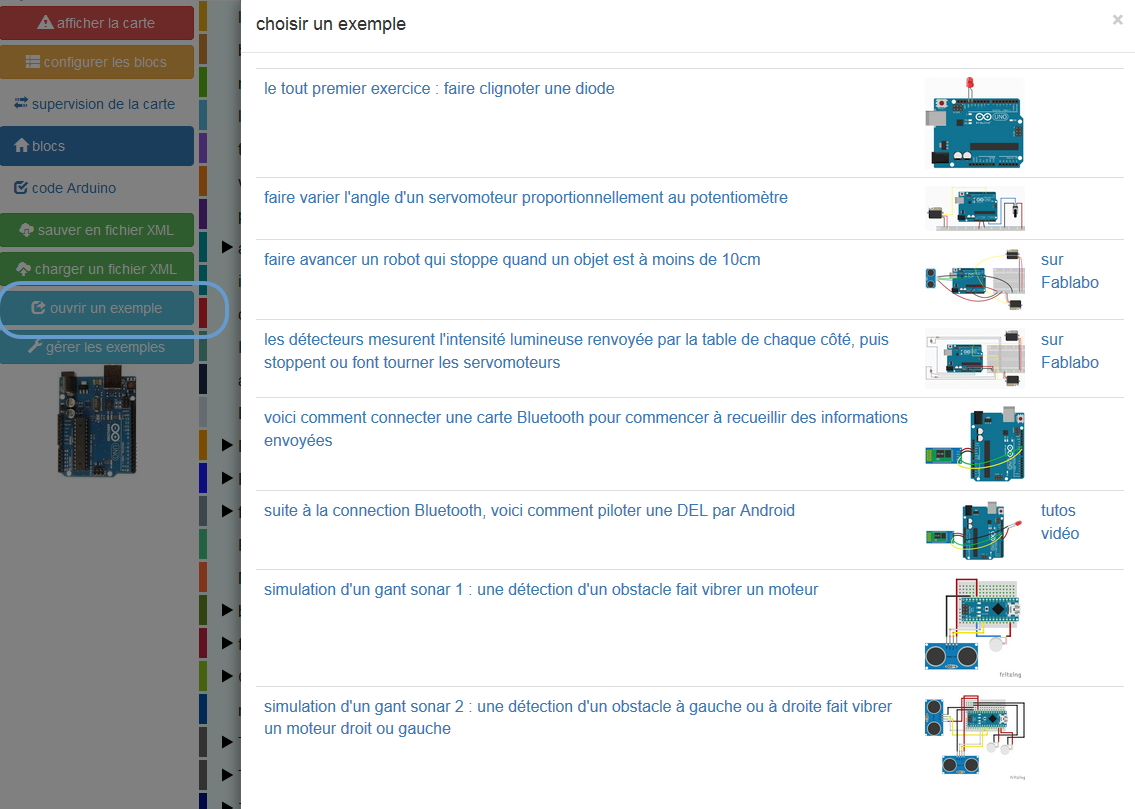 afficher la carte
configurer les blocs
supervision de la carte
blocs
code Arduino
sauver en fichier XML
charger un fichier XML
ouvrir un exemple
gérer les exemples
choisir un exemple
×
le tout premier exercice : faire clignoter une diode
UNO
faire varier l'angle d'un servomoteur proportionnellement au potentiomètre
faire avancer un robot qui stoppe quand un objet est à moins de 10cm
sur
Fablabo
les détecteurs mesurent l'intensité lumineuse renvoyée par la table de chaque côté, puis
stoppent ou font tourner les servomoteurs
sur
Fablabo
voici comment connecter une carte Bluetooth pour commencer à recueillir des informations
envoyées
suite à la connection Bluetooth, voici comment piloter une DEL par Android
tutos
vidéo
simulation d'un gant sonar 1 : une détection d'un obstacle fait vibrer un moteur
fritzing
simulation d'un gant sonar 2 : une détection d'un obstacle à gauche ou à droite fait vibrer
un moteur droit ou gauche
fritzing